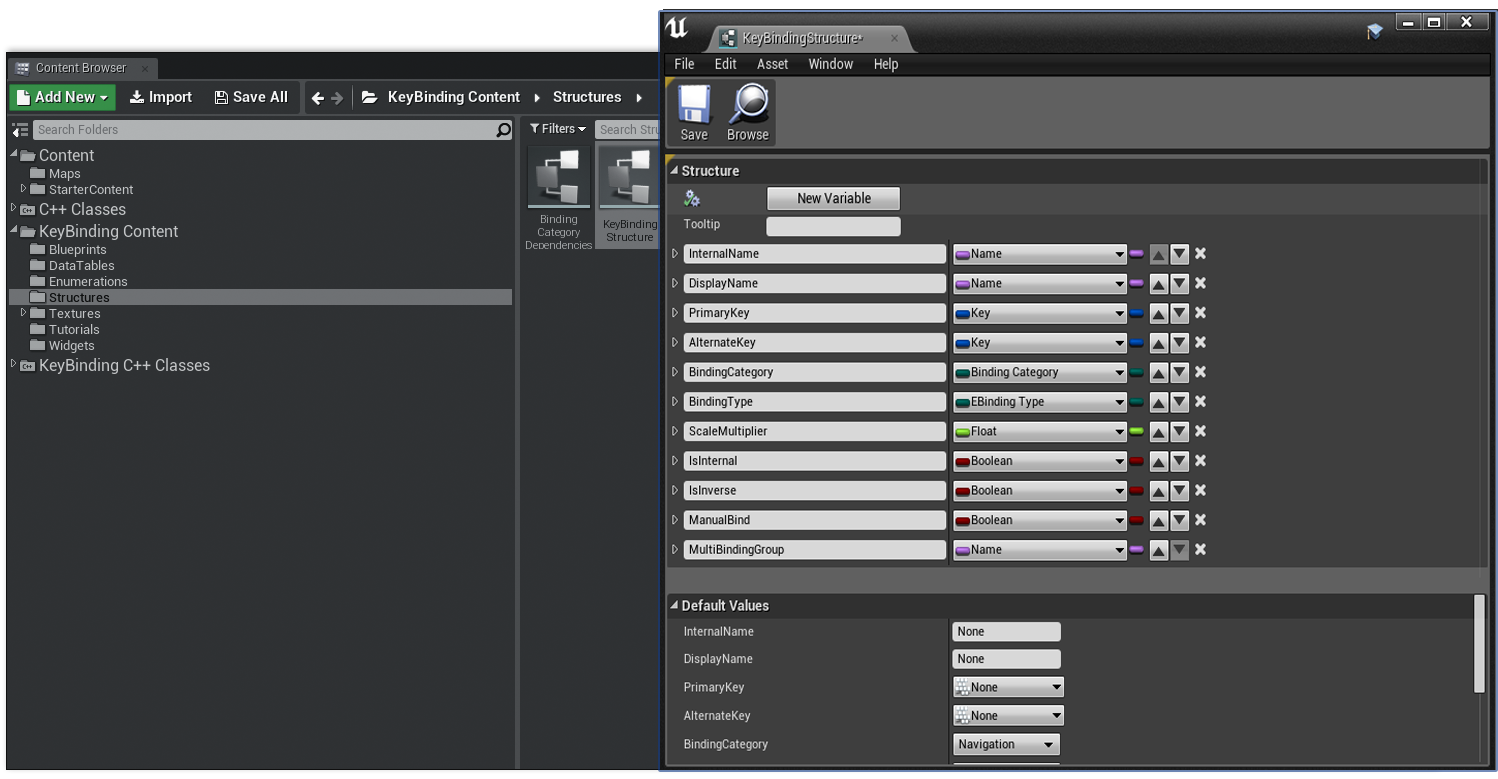 Content Browser
Add New
Import
Save All
KeyBinding Content
Structures
Search Folders
Content
Maps
StarterContent
C++ Classes
KeyBinding Content
Blueprints
DataTables
Enumerations
Structures
Textures
Tutorials
Widgets
KeyBinding C++ Classes
Filters
Search Stru
Binding
Category
Dependencies
KeyBinding
Structure
KeyBindingStructure*
File Edit Asset Window Help
Save Browse
Structure
New Variable
Tooltip
InternalName Name
DisplayName Name
PrimaryKey Key
AlternateKey Key
BindingCategory Binding Category
BindingType EBinding Type
ScaleMultiplier Float
IsInternal Boolean
IsInverse Boolean
ManualBind Boolean
MultiBindingGroup Name
Default Values
InternalName None
DisplayName None
PrimaryKey None
AlternateKey None
BindingCategory Navigation